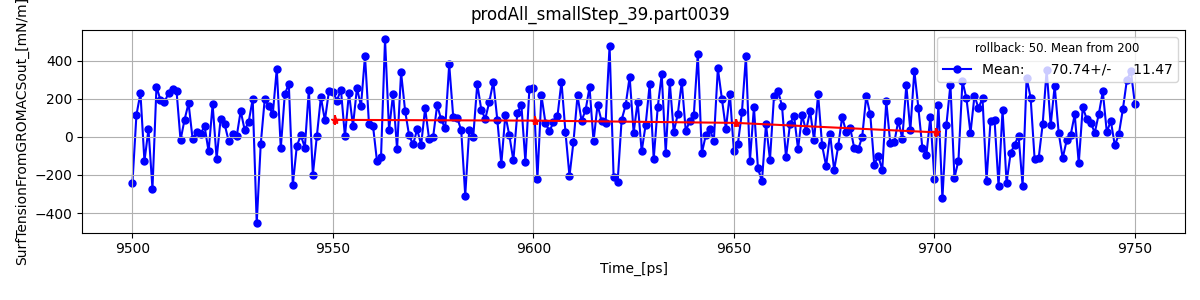 prodAll_smallStep_39.part0039
SurfTensionFromGROMACSout_[mN/m]
400
200
0
−200
−400
rollback: 50. Mean from 200
Mean: 70.74+/- 11.47
9500
9550
9600
9650
9700
9750
Time_[ps]